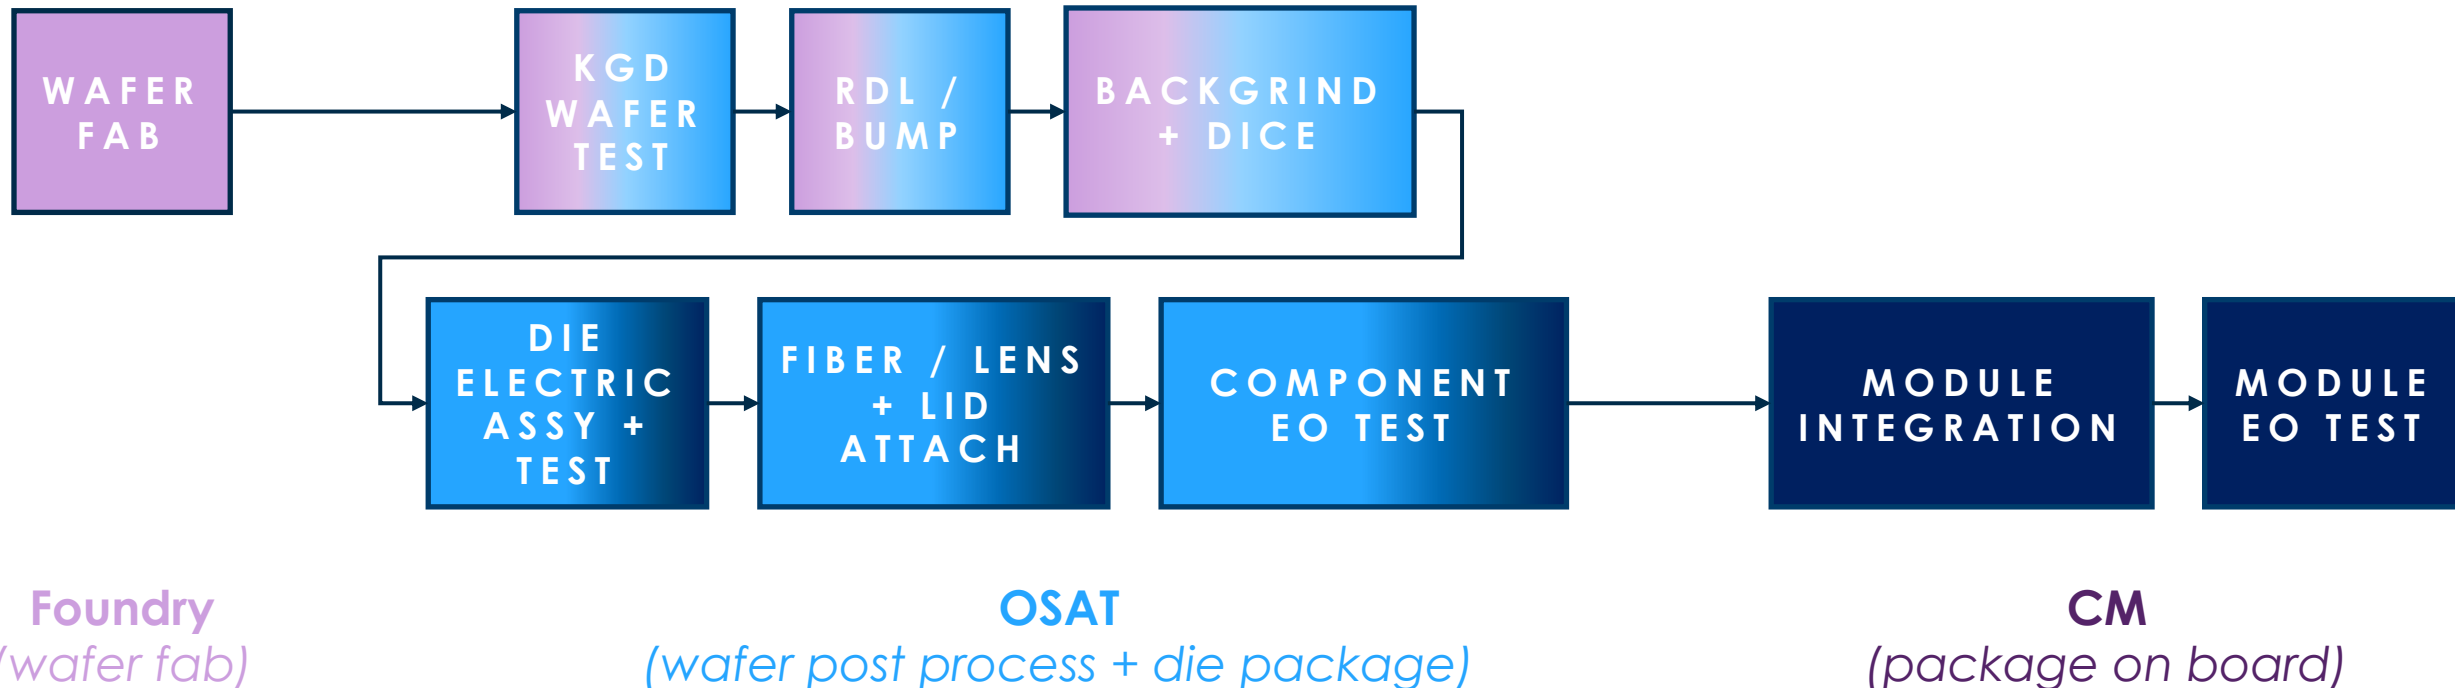 WAFER
FAB
KGD
WAFER
TEST
RDL /
BUMP
BACKGRIND
+ DICE
DIE
ELECTRIC
ASSY +
TEST
FIBER / LENS
+ LID
ATTACH
COMPONENT
EO TEST
MODULE
INTEGRATION
MODULE
EO TEST
Foundry
(wafer fab)
OSAT
(wafer post process + die package)
CM
(package on board)